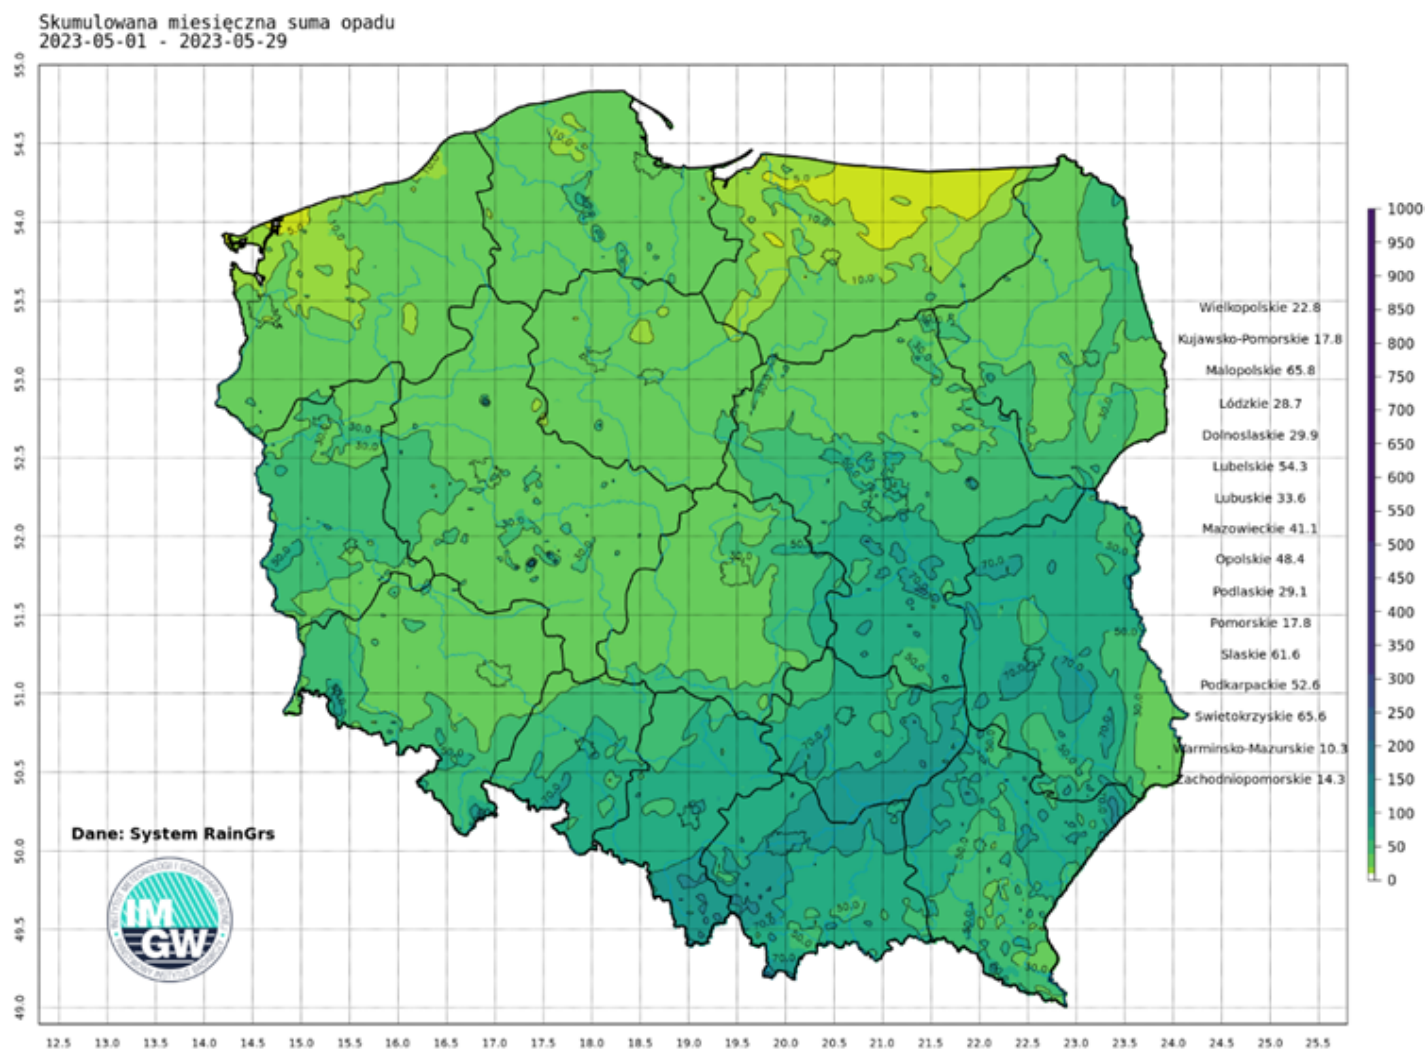 Skumulowana miesięczna suma opadu
2023-05-01 - 2023-05-29
55.0
54.5
54.0
53.5
53.0
52.5
52.0
51.5
51.0
50.5
50.0
49.5
49.0
12.5 13.0 13.5 14.0 14.5 15.0 15.5 16.0 16.5 17.0 17.5 18.0 18.5 19.0 19.5 20.0 20.5 21.0 21.5 22.0 22.5 23.0 23.5 24.0 24.5 25.0 25.5
Wielkopolskie 22.8
Kujawsko-Pomorskie 17.8
Malopolskie 65.8
Lódzkie 28.7
Dolnoslaskie 29.9
Lubelskie 54.3
Lubuskie 33.6
Mazowieckie 41.1
Opolskie 48.4
Podlaskie 29.1
Pomorskie 17.8
Slaskie 61.6
Podkarpackie 52.6
Swietokrzyskie 65.6
Warminsko-Mazurskie 10.3
Zachodniopomorskie 14.3
1000
950
900
850
800
750
700
650
600
550
500
450
400
350
300
250
200
150
100
50
0
Dane: System RainGrs
IM
GW